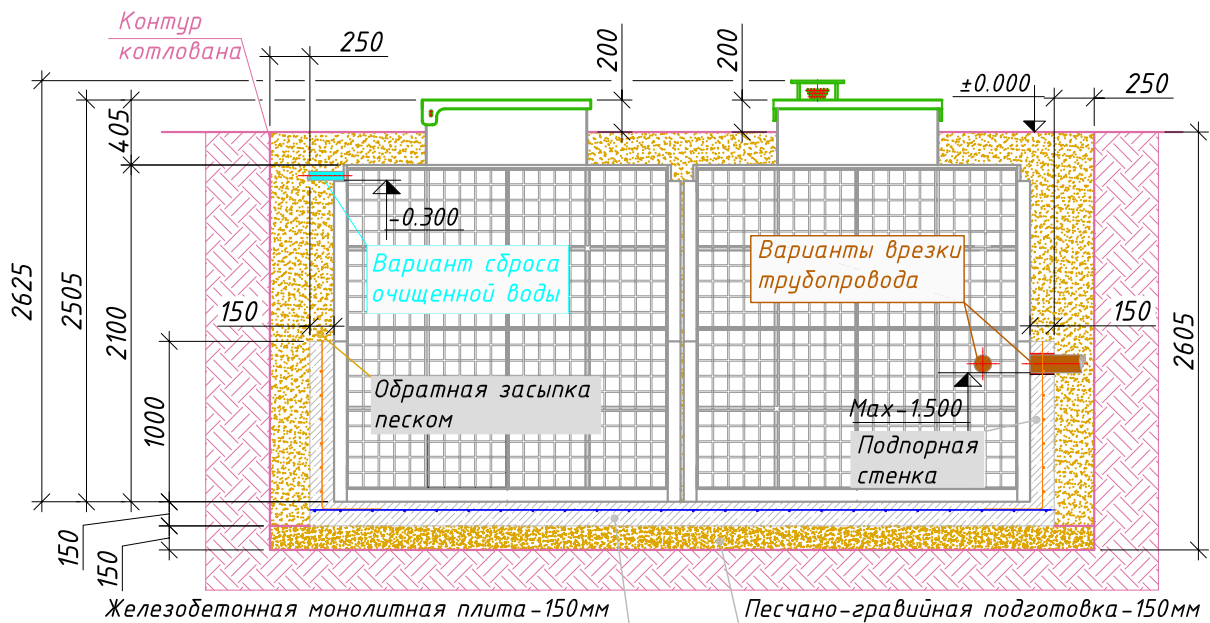 Контур
котлована
250
200
200
±0.000
250
405
-0.300
2625
2505
2100
Вариант сброса
очищенной воды
Варианты врезки
трубопровода
150
150
2605
Обратная засыпка
песком
1000
Max-1.500
Подпорная
стенка
150
150
Железобетонная монолитная плита-150мм
Песчано-гравийная подготовка-150мм